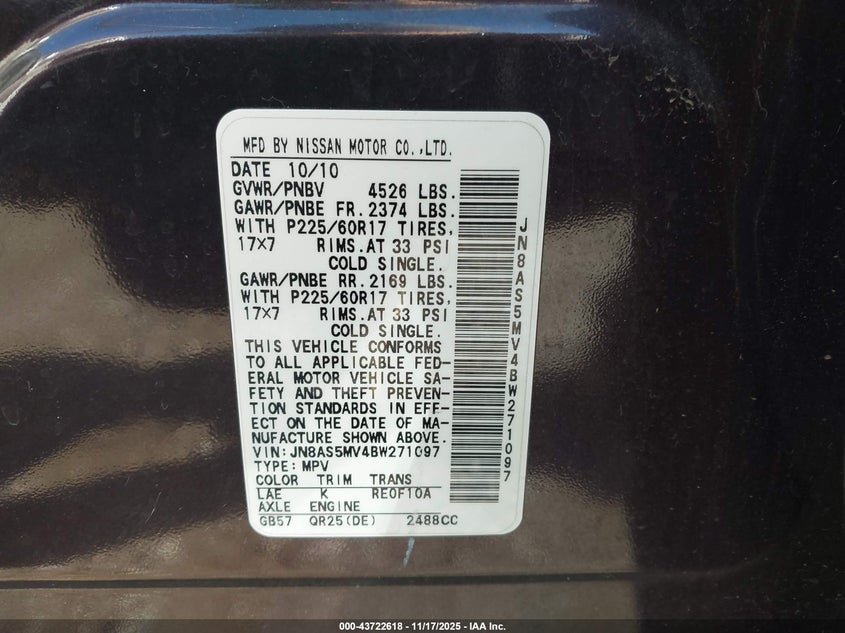 MFD BY NISSAN MOTOR CO.,LTD.
DATE 10/10
GVWR/PNBV 4526 LBS.
GAWR/PNBE FR.2374 LBS.
WITH P225/60R17 TIRES,
17×7 RIMS.AT 33 PSI
COLD SINGLE.
GAWR/PNBE RR.2169 LBS.
WITH P225/60R17 TIRES,
17×7 RIMS.AT 33 PSI
COLD SINGLE.
THIS VEHICLE CONFORMS
TO ALL APPLICABLE FED-
ERAL MOTOR VEHICLE SA-
FETY AND THEFT PREVEN-
TION STANDARDS IN EFF-
ECT ON THE DATE OF MA-
NUFACTURE SHOWN ABOVE.
VIN:JN8AS5MV4BW271097
TYPE:MPV
COLOR TRIM TRANS
LAE K RE0F10A
AXLE ENGINE
GB57 QR25(DE) 2488CC
JN8AS5MV4BW271097
000-43722618 - 11/17/2025 - IAA Inc.